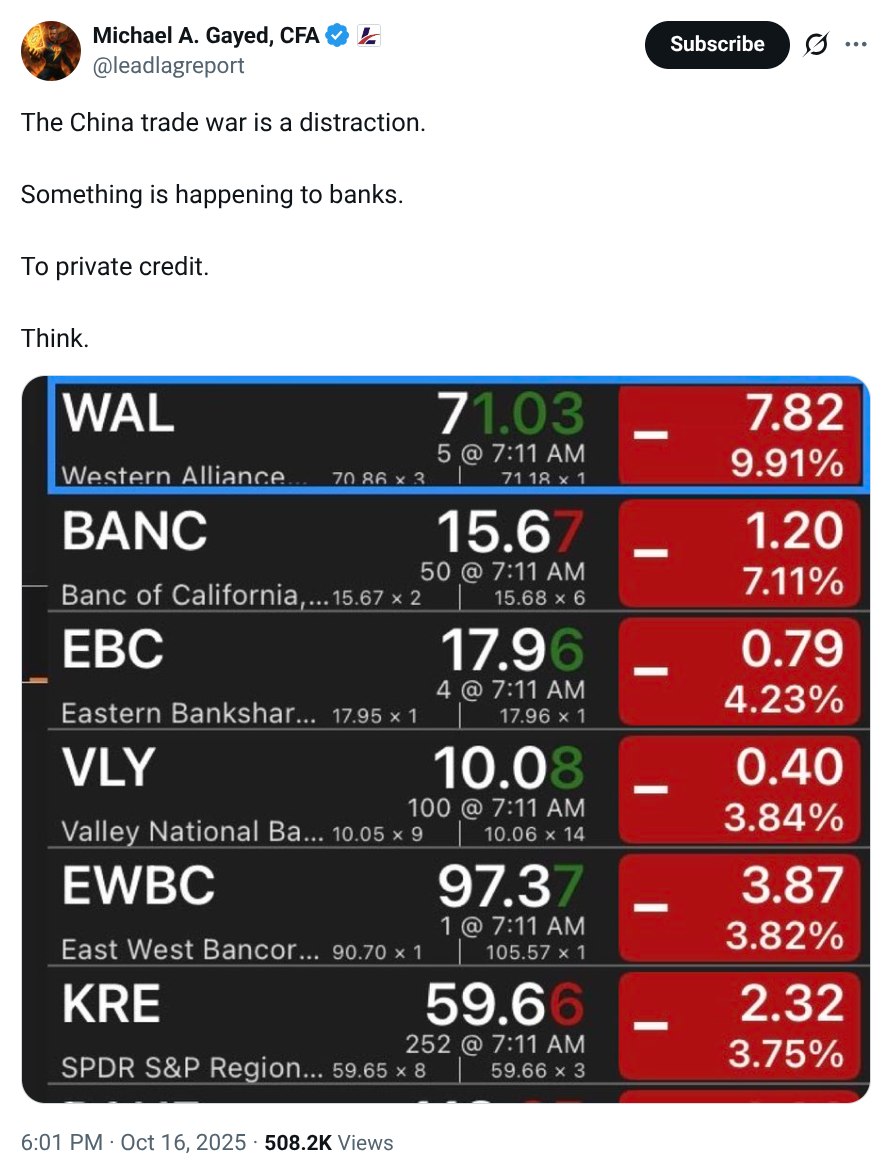 Michael A. Gayed, CFA
Subscribe
@leadlagreport
The China trade war is a distraction.
Something is happening to banks.
To private credit.
Think.
WAL 71.03 – 7.82
5 @ 7:11 AM 9.91%
Western Alliance... 70.86 × 3 | 71.18 × 1
BANC 15.67 – 1.20
50 @ 7:11 AM 7.11%
Banc of California,... 15.67 × 2 | 15.68 × 6
EBC 17.96 – 0.79
4 @ 7:11 AM 4.23%
Eastern Bankshar... 17.95 × 1 | 17.96 × 1
VLY 10.08 – 0.40
100 @ 7:11 AM 3.84%
Valley National Ba... 10.05 × 9 | 10.06 × 14
EWBC 97.37 – 3.87
1 @ 7:11 AM 3.82%
East West Bancor... 90.70 × 1 | 105.57 × 1
KRE 59.66 – 2.32
252 @ 7:11 AM 3.75%
SPDR S&P Region... 59.65 × 8 | 59.66 × 3
6:01 PM · Oct 16, 2025 · 508.2K Views